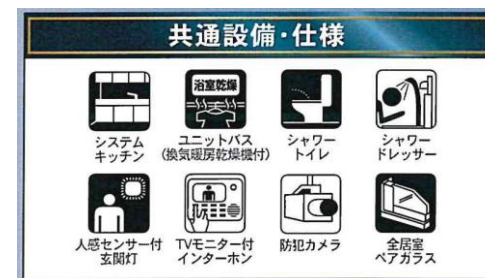 共通設備･仕様
浴室乾燥
システム
キッチン
ユニットバス
(換気暖房乾燥機付)
シャワー
トイレ
シャワー
ドレッサー
人感センサー付
玄関灯
TVモニター付
インターホン
防犯カメラ
全居室
ペアガラス